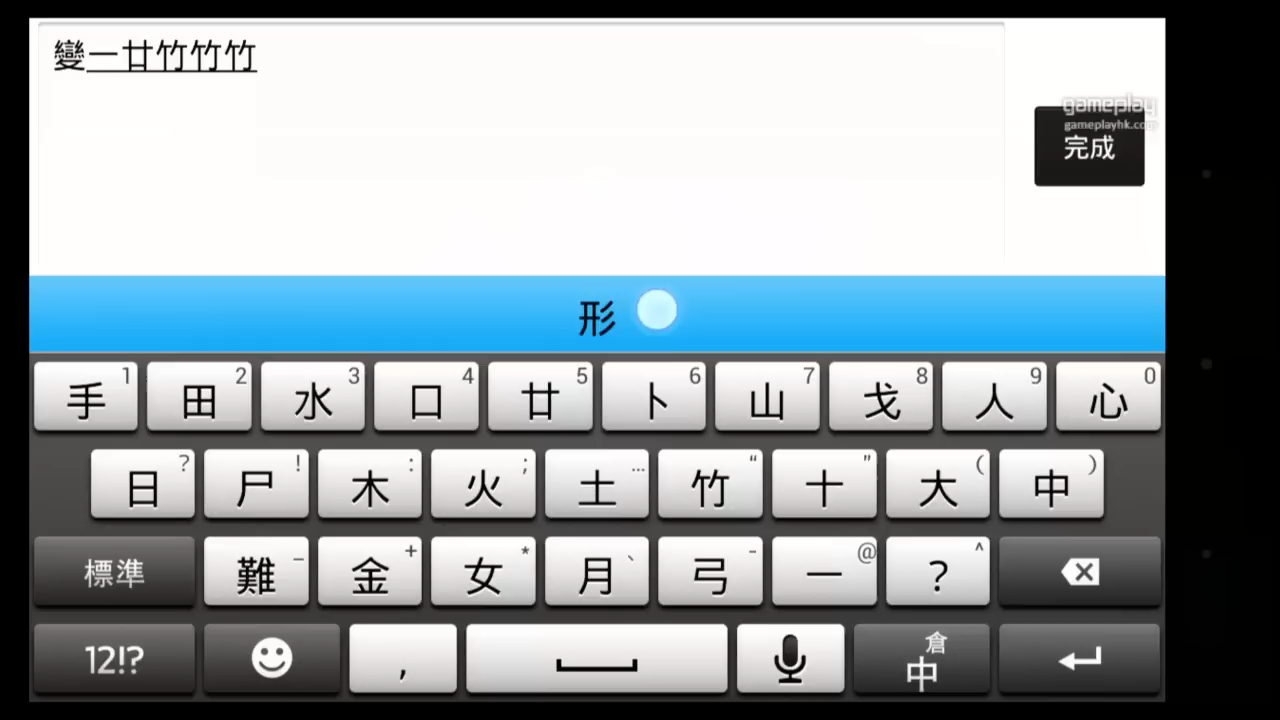 變一廿竹竹竹
gameplay
gameplayhk.com
完成
形
手 1 田 2 水 3 口 4 廿 5 卜 6 山 7 戈 8 人 9 心 0
日 ? 尸 ! 木 : 火 ; 土 … 竹 “ 十 ” 大 ( 中 )
標準 難 _ 金 + 女 * 月 ` 弓 - 一 @ ? ^
12!? , 倉 中